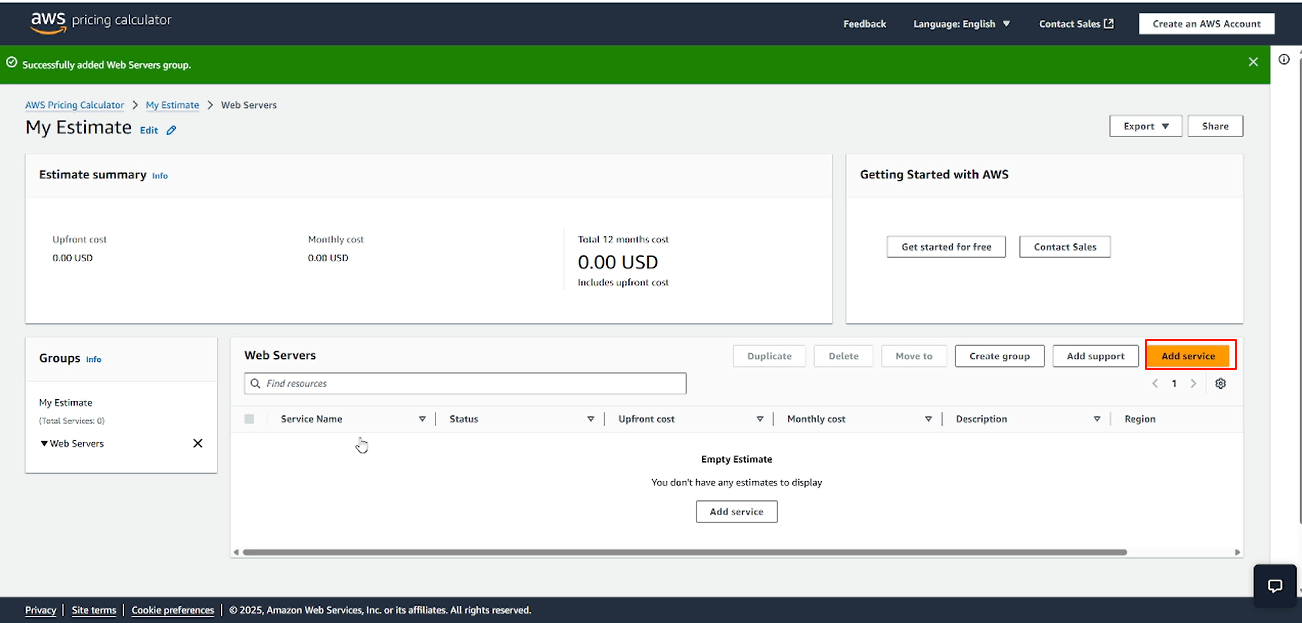 aws pricing calculator
Feedback Language: English Contact Sales Create an AWS Account
Successfully added Web Servers group.
AWS Pricing Calculator > My Estimate > Web Servers
My Estimate Edit
Export Share
Estimate summary Info
Getting Started with AWS
Upfront cost
0.00 USD
Monthly cost
0.00 USD
Total 12 months cost
0.00 USD
Includes upfront cost
Get started for free Contact Sales
Groups Info
My Estimate
(Total Services: 0)
Web Servers
Web Servers
Duplicate Delete Move to Create group Add support Add service
Find resources
1
Service Name Status Upfront cost Monthly cost Description Region
Empty Estimate
You don't have any estimates to display
Add service
Privacy | Site terms | Cookie preferences | © 2025, Amazon Web Services, Inc. or its affiliates. All rights reserved.